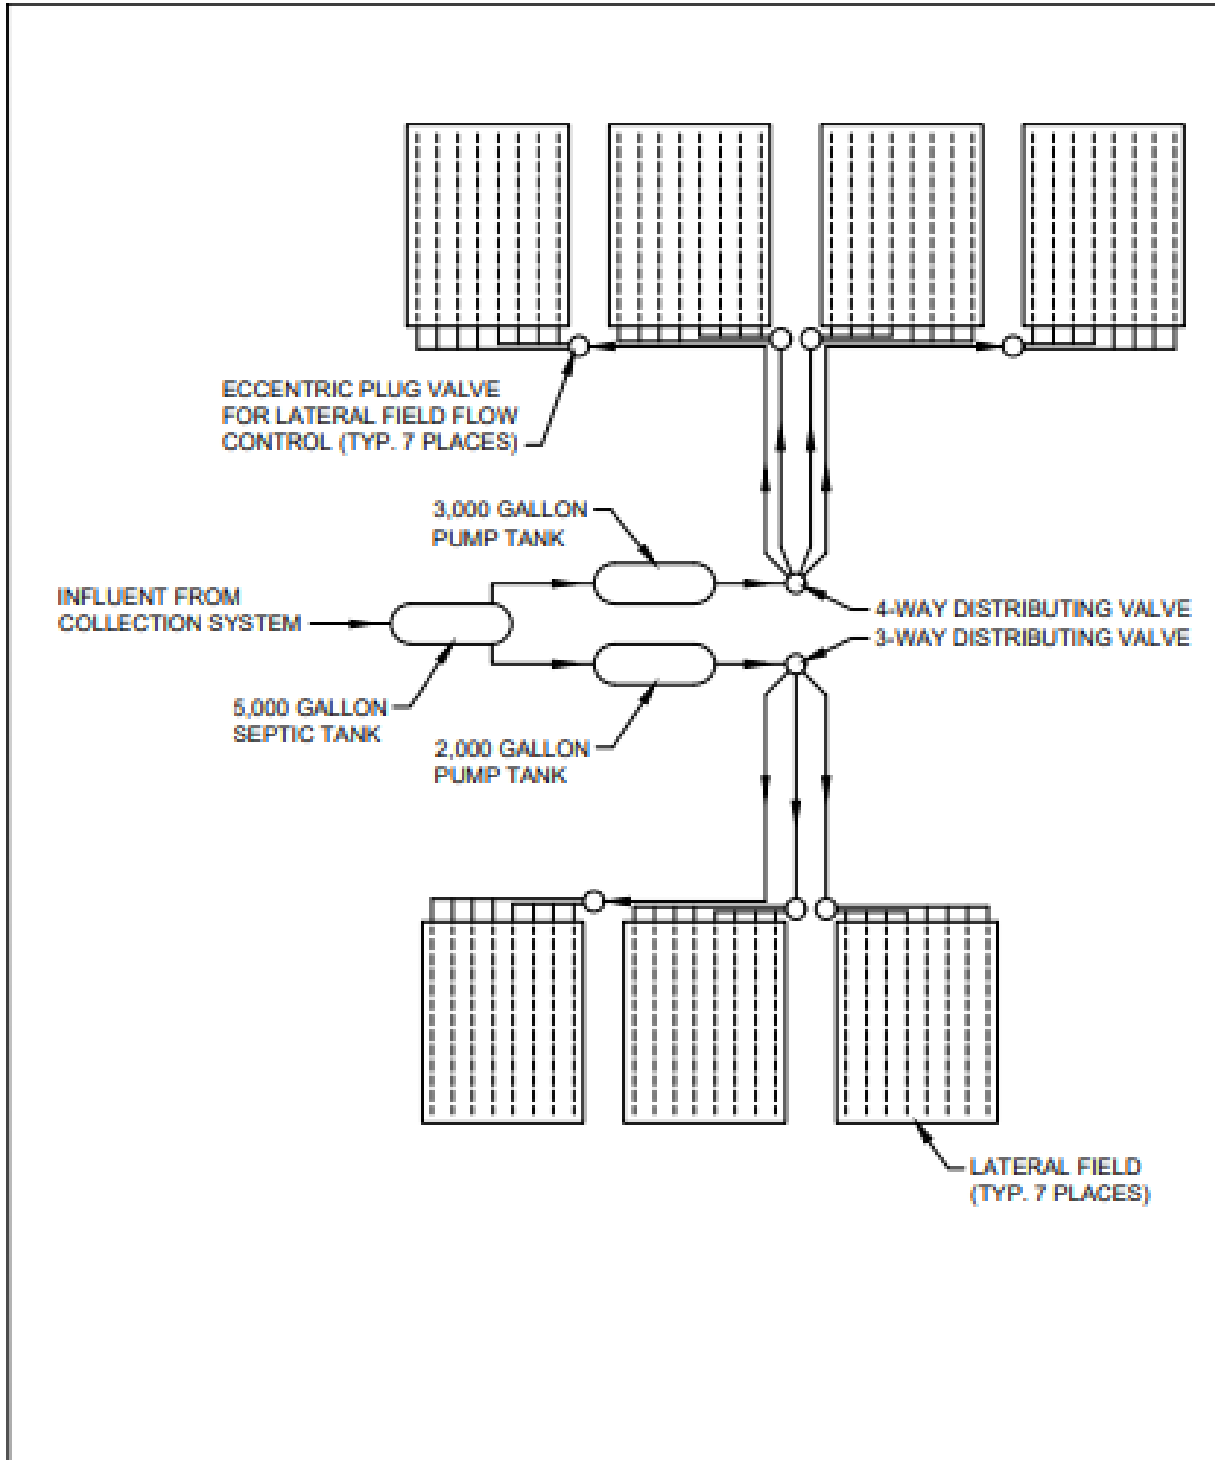 ECCENTRIC PLUG VALVE
FOR LATERAL FIELD FLOW
CONTROL (TYP. 7 PLACES)
3,000 GALLON
PUMP TANK
INFLUENT FROM
COLLECTION SYSTEM
4-WAY DISTRIBUTING VALVE
3-WAY DISTRIBUTING VALVE
5,000 GALLON
SEPTIC TANK
2,000 GALLON
PUMP TANK
LATERAL FIELD
(TYP. 7 PLACES)